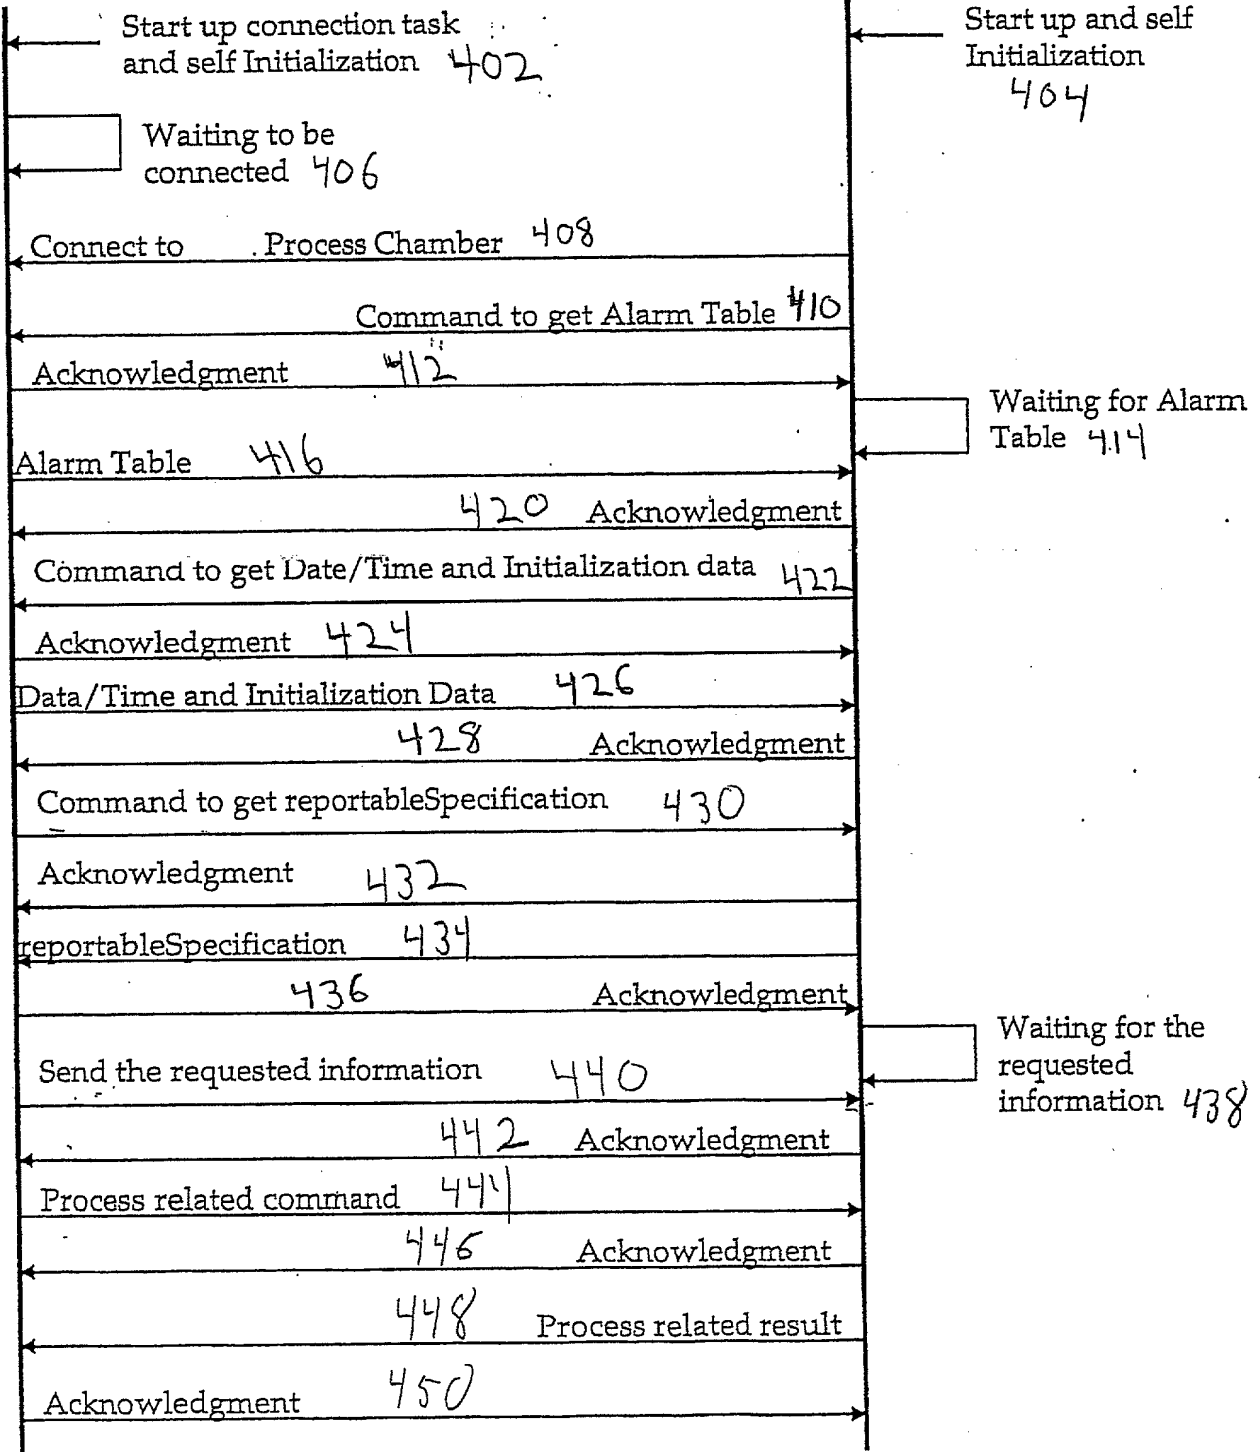 Start up connection task
and self Initialization 402
Start up and self
Initialization
404
Waiting to be
connected 406
Connect to . Process Chamber 408
Command to get Alarm Table 410
Acknowledgment 412
Waiting for Alarm
Table 414
Alarm Table 416
420 Acknowledgment
Command to get Date/Time and Initialization data 422
Acknowledgment 424
Data/Time and Initialization Data 426
428 Acknowledgment
Command to get reportableSpecification 430
Acknowledgment 432
reportableSpecification 434
436 Acknowledgment
Waiting for the
requested
information 438
Send the requested information 440
442 Acknowledgment
Process related command 444
446 Acknowledgment
448 Process related result
Acknowledgment 450